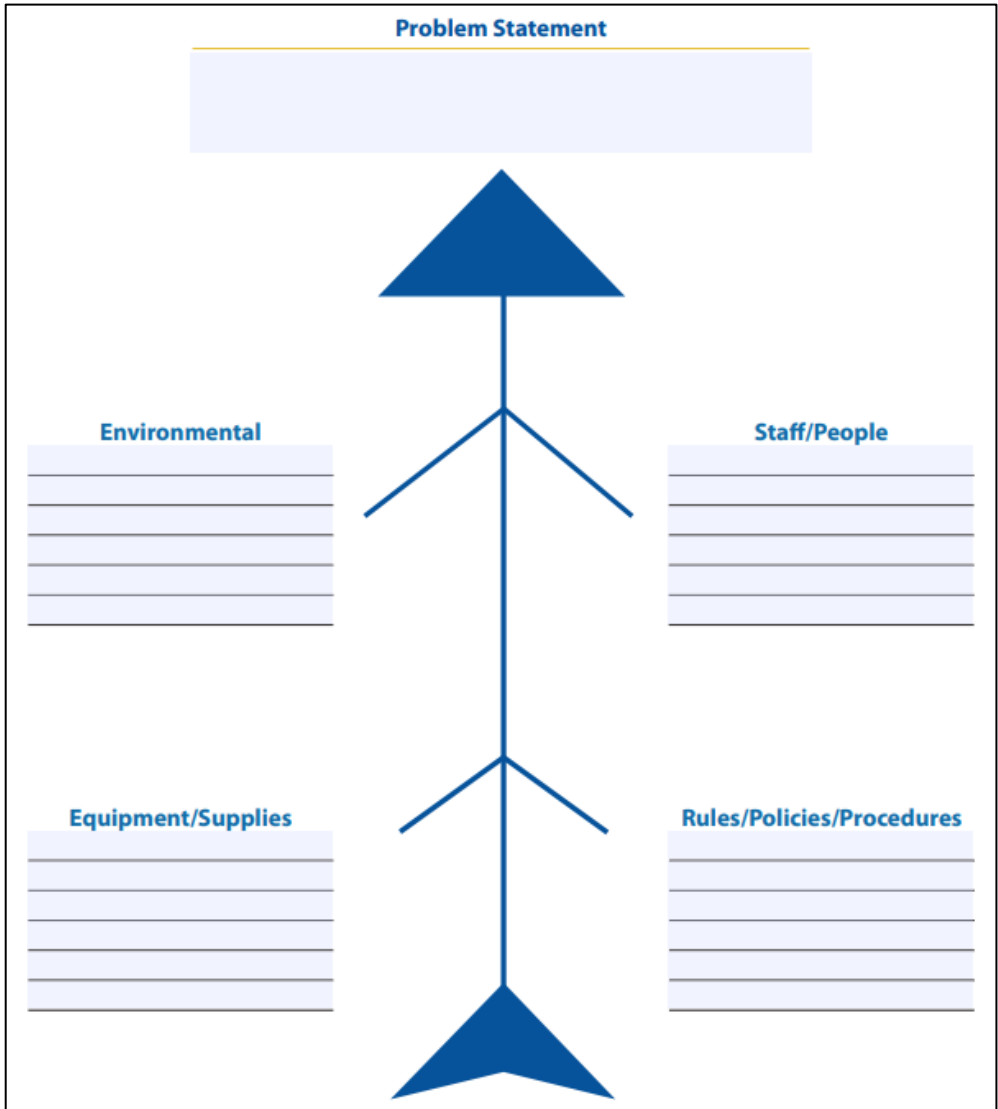 Problem Statement
Environmental
Staff/People
Equipment/Supplies
Rules/Policies/Procedures